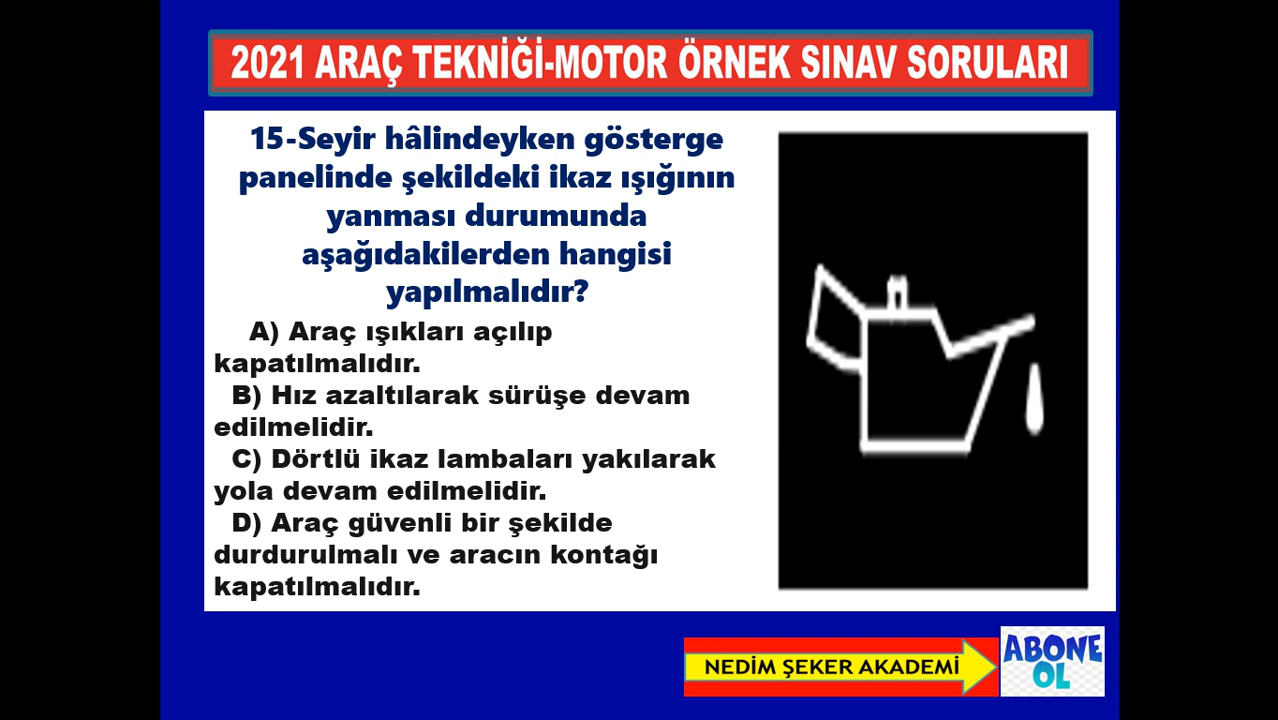 2021 ARAÇ TEKNİĞİ-MOTOR ÖRNEK SINAV SORULARI
15-Seyir hâlindeyken gösterge
panelinde şekildeki ikaz ışığının
yanması durumunda
aşağıdakilerden hangisi
yapılmalıdır?
A) Araç ışıkları açılıp
kapatılmalıdır.
B) Hız azaltılarak sürüşe devam
edilmelidir.
C) Dörtlü ikaz lambaları yakılarak
yola devam edilmelidir.
D) Araç güvenli bir şekilde
durdurulmalı ve aracın kontağı
kapatılmalıdır.
NEDİM ŞEKER AKADEMİ
ABONE
OL